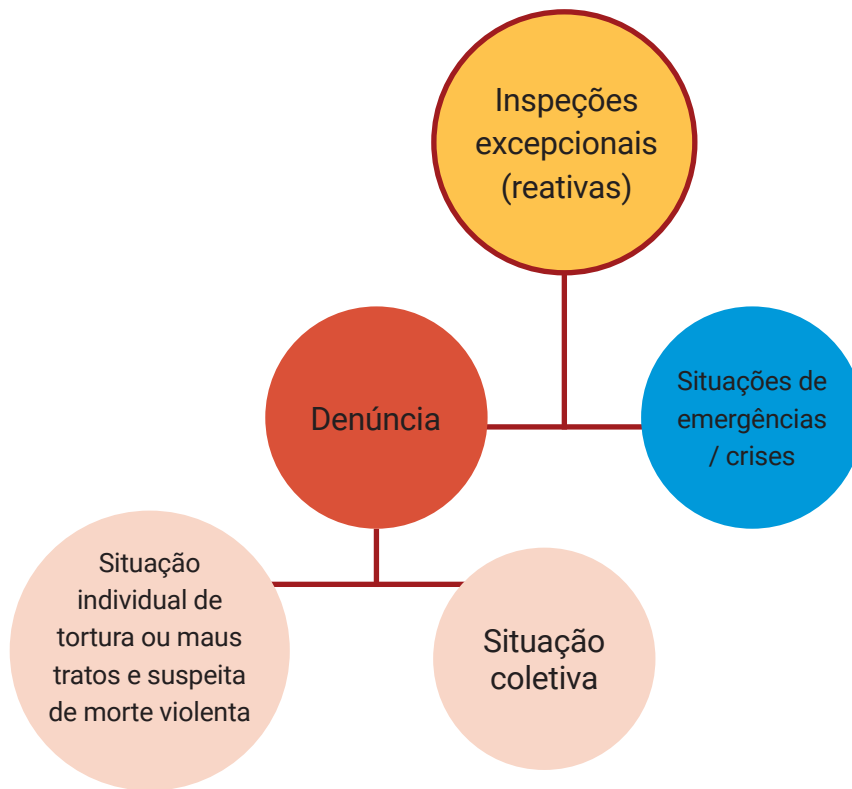 Inspeções
excepcionais
(reativas)
Denúncia
Situações de
emergências
/ crises
Situação
individual de
tortura ou maus
tratos e suspeita
de morte violenta
Situação
coletiva